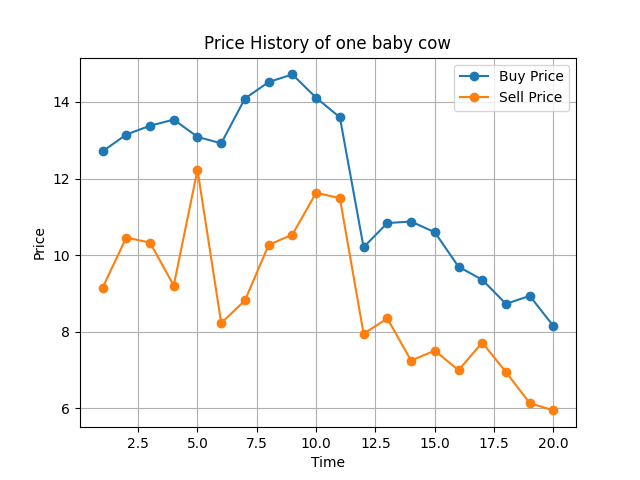 Price History of one baby cow
Buy Price
Sell Price
Price
14
12
10
8
6
2.5 5.0 7.5 10.0 12.5 15.0 17.5 20.0
Time